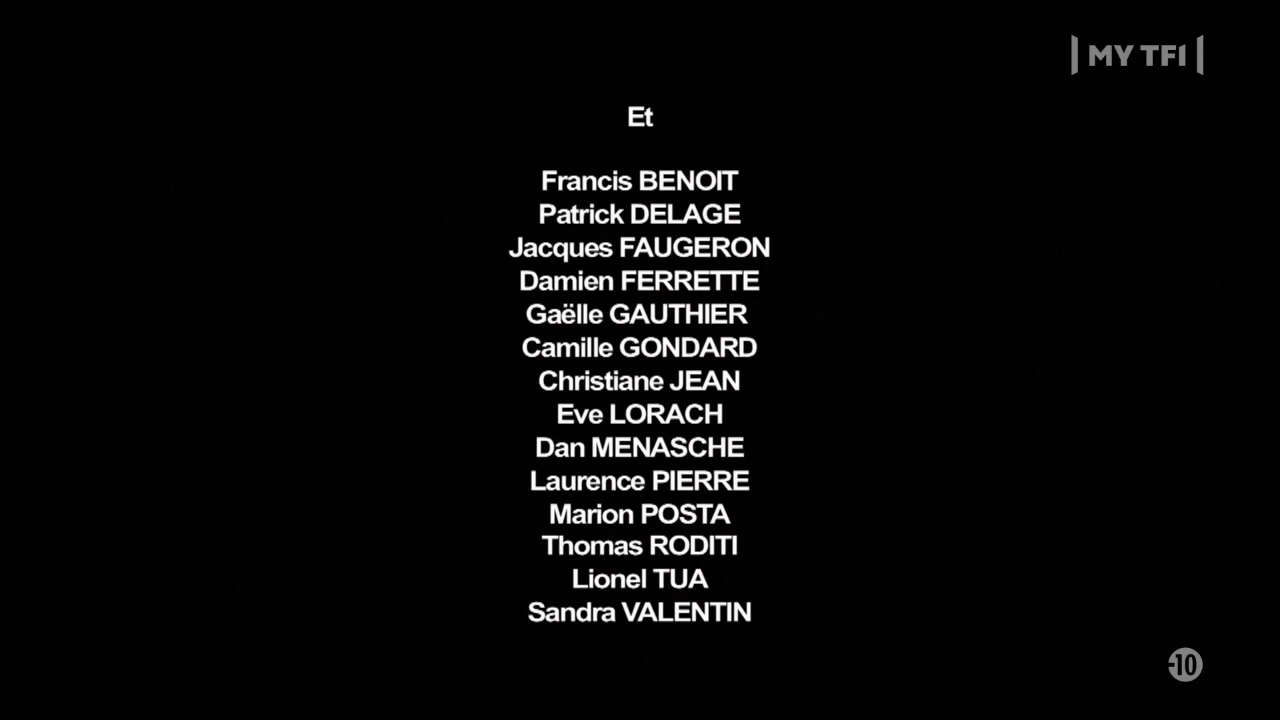 MY TF1
Et
Francis BENOIT
Patrick DELAGE
Jacques FAUGERON
Damien FERRETTE
Gaëlle GAUTHIER
Camille GONDARD
Christiane JEAN
Eve LORACH
Dan MENASCHE
Laurence PIERRE
Marion POSTA
Thomas RODITI
Lionel TUA
Sandra VALENTIN
-10